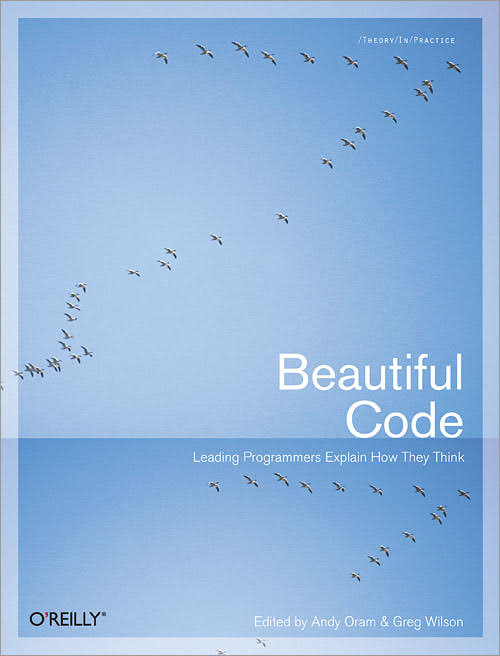 /THEORY/IN/PRACTICE
Beautiful
Code
Leading Programmers Explain How They Think
O'REILLY®
Edited by Andy Oram & Greg Wilson